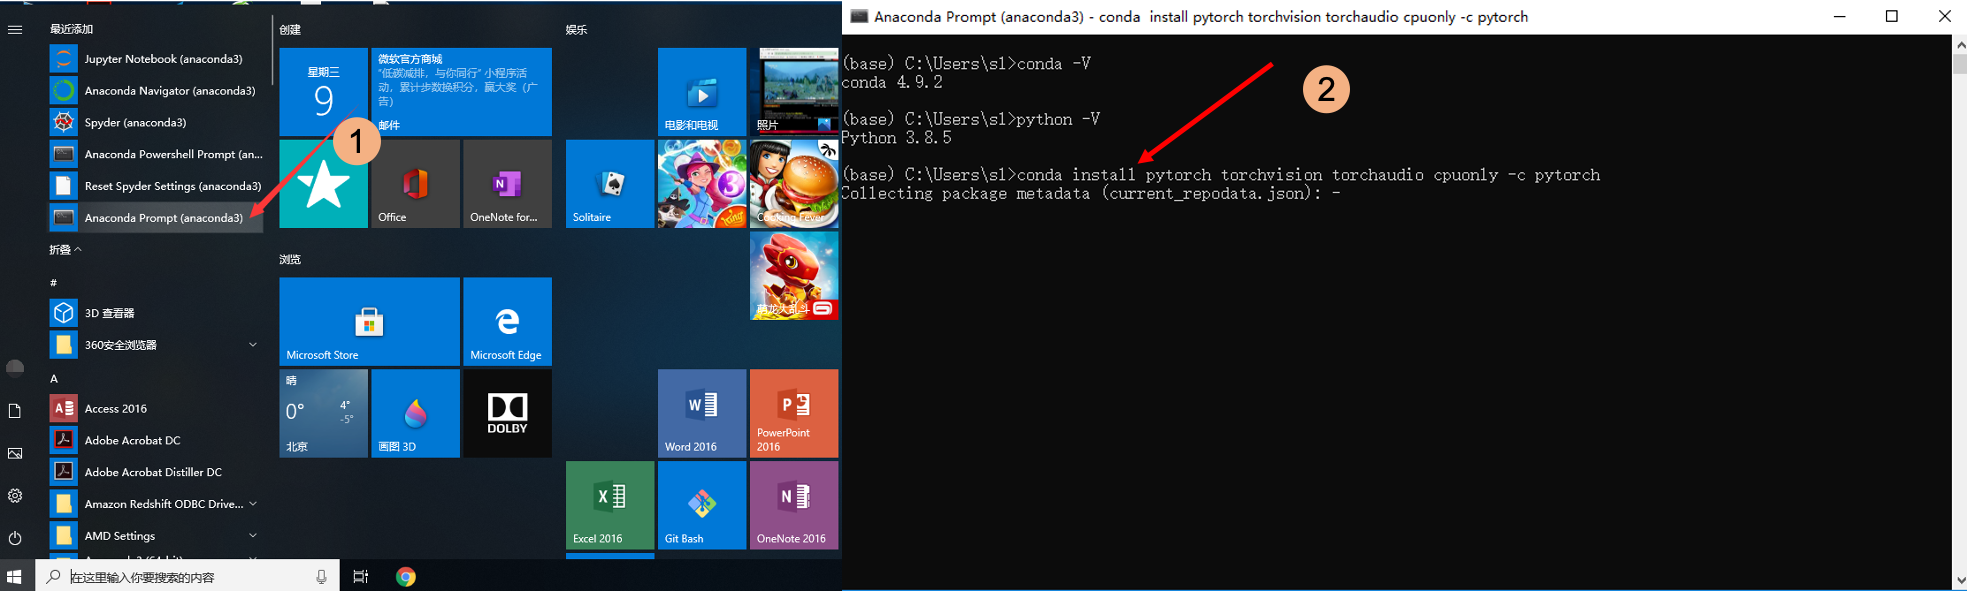 最近添加
Jupyter Notebook (anaconda3)
Anaconda Navigator (anaconda3)
Spyder (anaconda3)
Anaconda Powershell Prompt (an...
Reset Spyder Settings (anaconda3)
Anaconda Prompt (anaconda3)
折叠
#
3D 查看器
360安全浏览器
A
Access 2016
Adobe Acrobat DC
Adobe Acrobat Distiller DC
Amazon Redshift ODBC Drive...
AMD Settings
在这里输入你要搜索的内容
创建
星期三
9
微软官方商城
“低碳减排，与你同行” 小程序活
动，累计步数换积分，赢大奖（广
告）
邮件
1
Office
OneNote for...
浏览
Microsoft Store
Microsoft Edge
晴
0°
4°
-5°
北京
画图 3D
DOLBY
娱乐
电影和电视
照片
Solitaire
3
King
Cooking Fever
萌龙大乱斗
Word 2016
PowerPoint
2016
Excel 2016
Git Bash
OneNote 2016
Anaconda Prompt (anaconda3) - conda  install pytorch torchvision torchaudio cpuonly -c pytorch
(base) C:\Users\sl>conda -V
conda 4.9.2
(base) C:\Users\sl>python -V
Python 3.8.5
(base) C:\Users\sl>conda install pytorch torchvision torchaudio cpuonly -c pytorch
Collecting package metadata (current_repodata.json): -
2